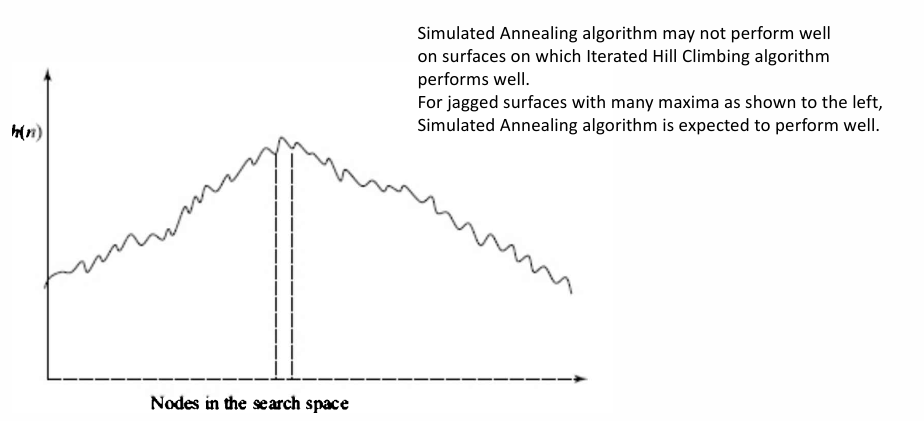 Simulated Annealing algorithm may not perform well
on surfaces on which Iterated Hill Climbing algorithm
performs well.
For jagged surfaces with many maxima as shown to the left,
Simulated Annealing algorithm is expected to perform well.
h(n)
Nodes in the search space